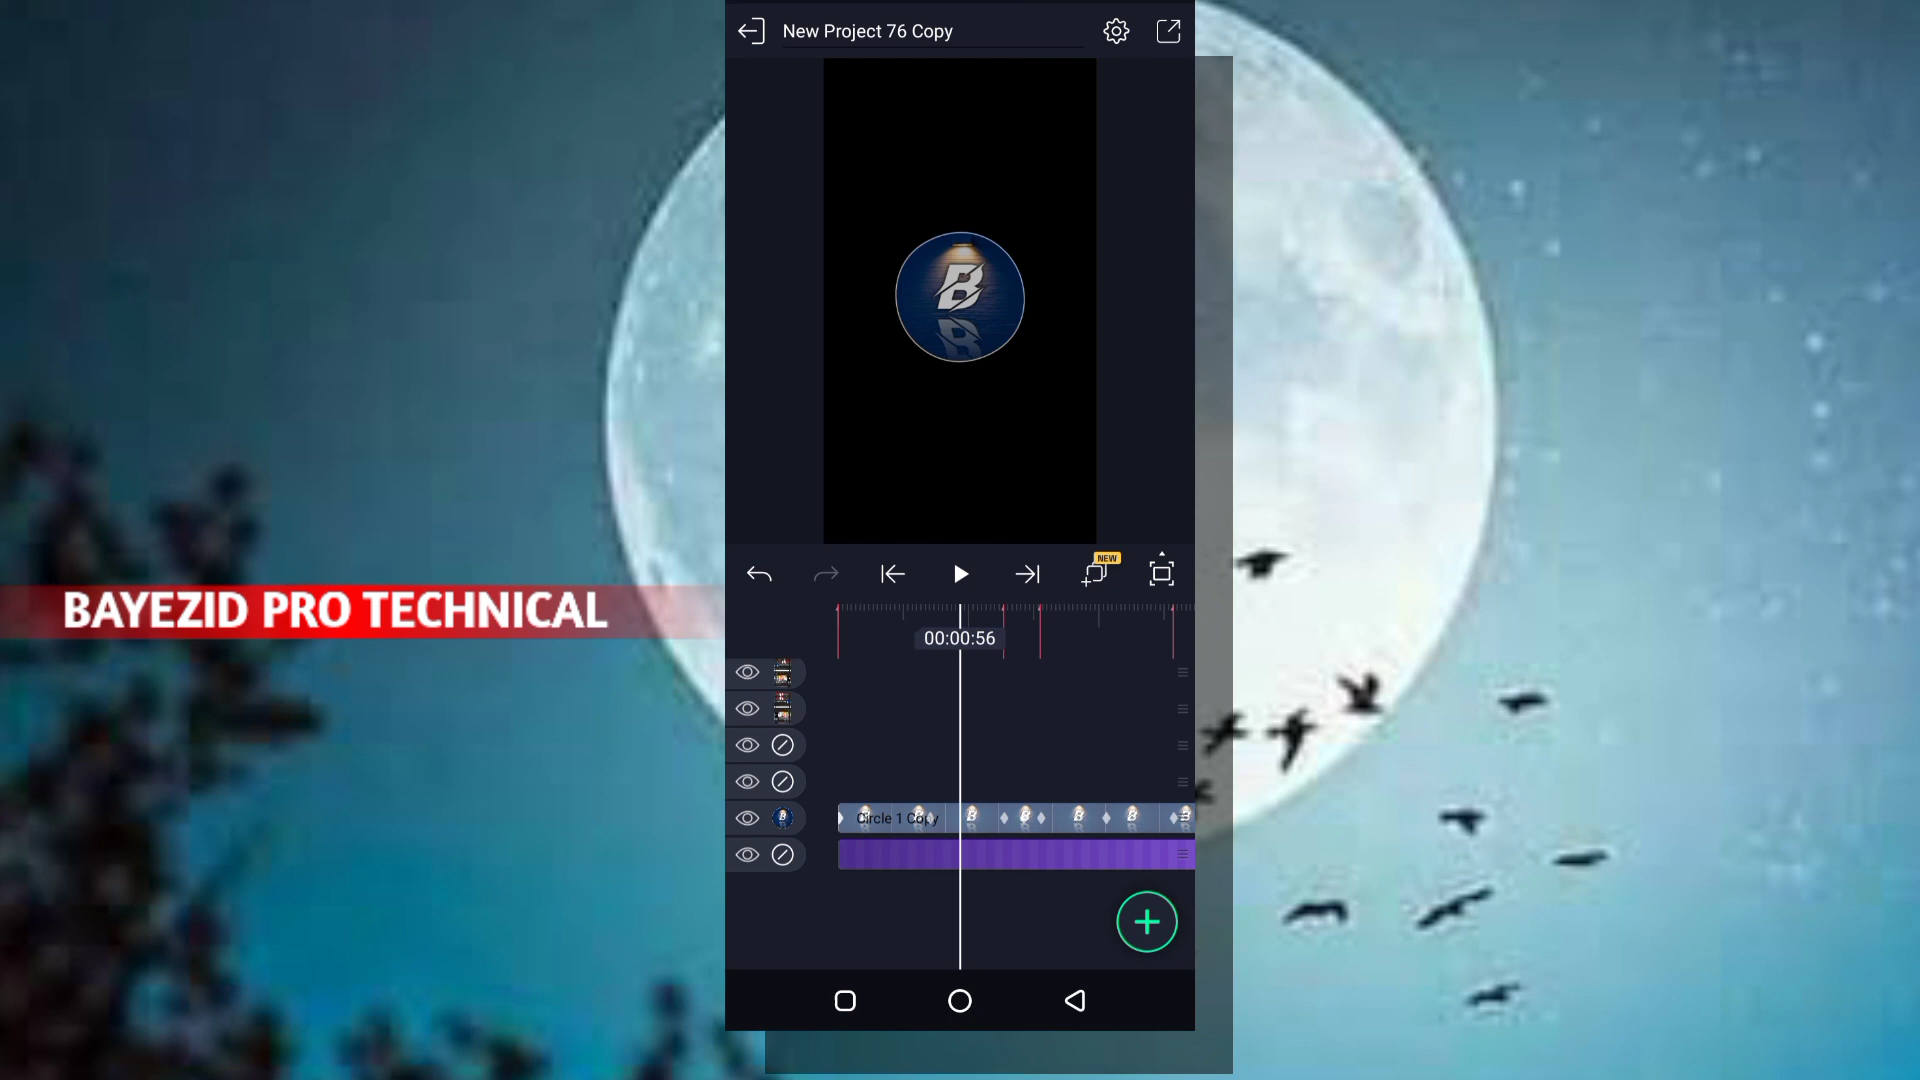 New Project 76 Copy
B
NEW
00:00:56
BAYEZID PRO TECHNICAL
Circle 1 Copy